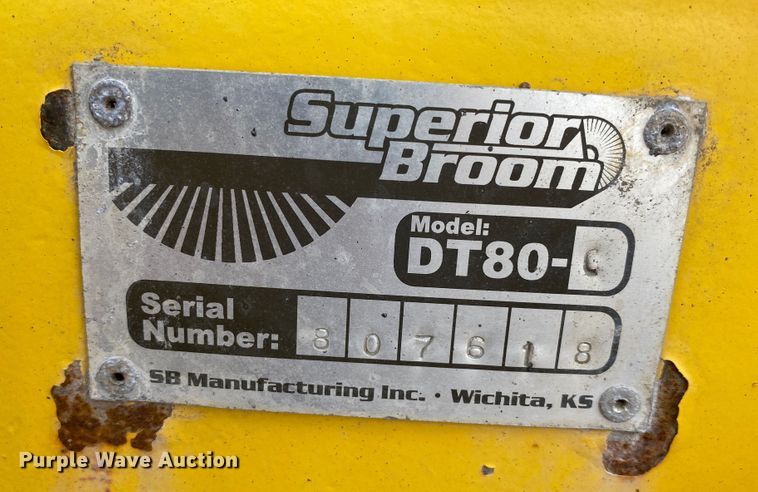 Superior
Broom
Model:
DT80-C
Serial
Number: 807618
SB Manufacturing Inc. · Wichita, KS
Purple Wave Auction